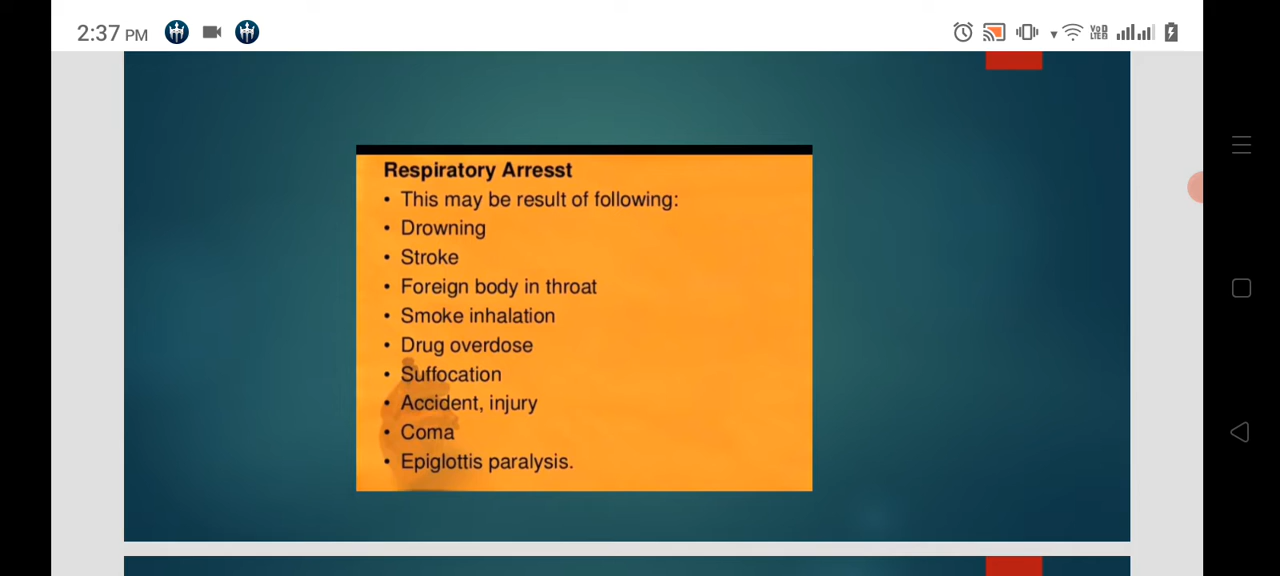 2:37 PM
Respiratory Arresst
• This may be result of following:
• Drowning
• Stroke
• Foreign body in throat
• Smoke inhalation
• Drug overdose
• Suffocation
• Accident, injury
• Coma
• Epiglottis paralysis.